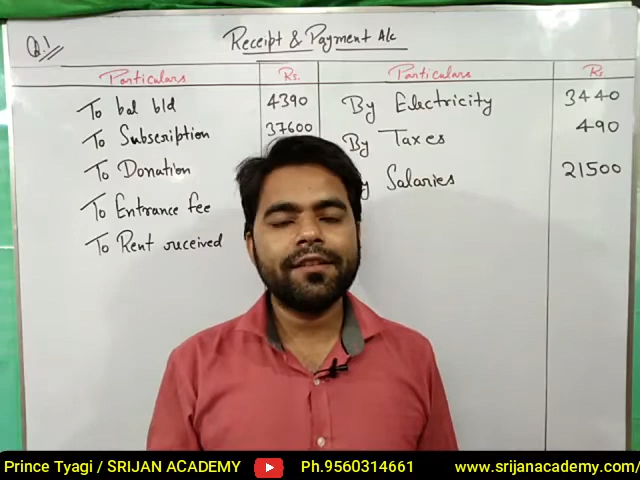 Q.1
Receipt & Payment A/c
Particulars Rs. Particulars Rs.
To bal b/d 4390 By Electricity 3440
To Subscription 37600 By Taxes 490
To Donation By Salaries 21500
To Entrance fee
To Rent received
Prince Tyagi / SRIJAN ACADEMY Ph.9560314661 www.srijanacademy.com/